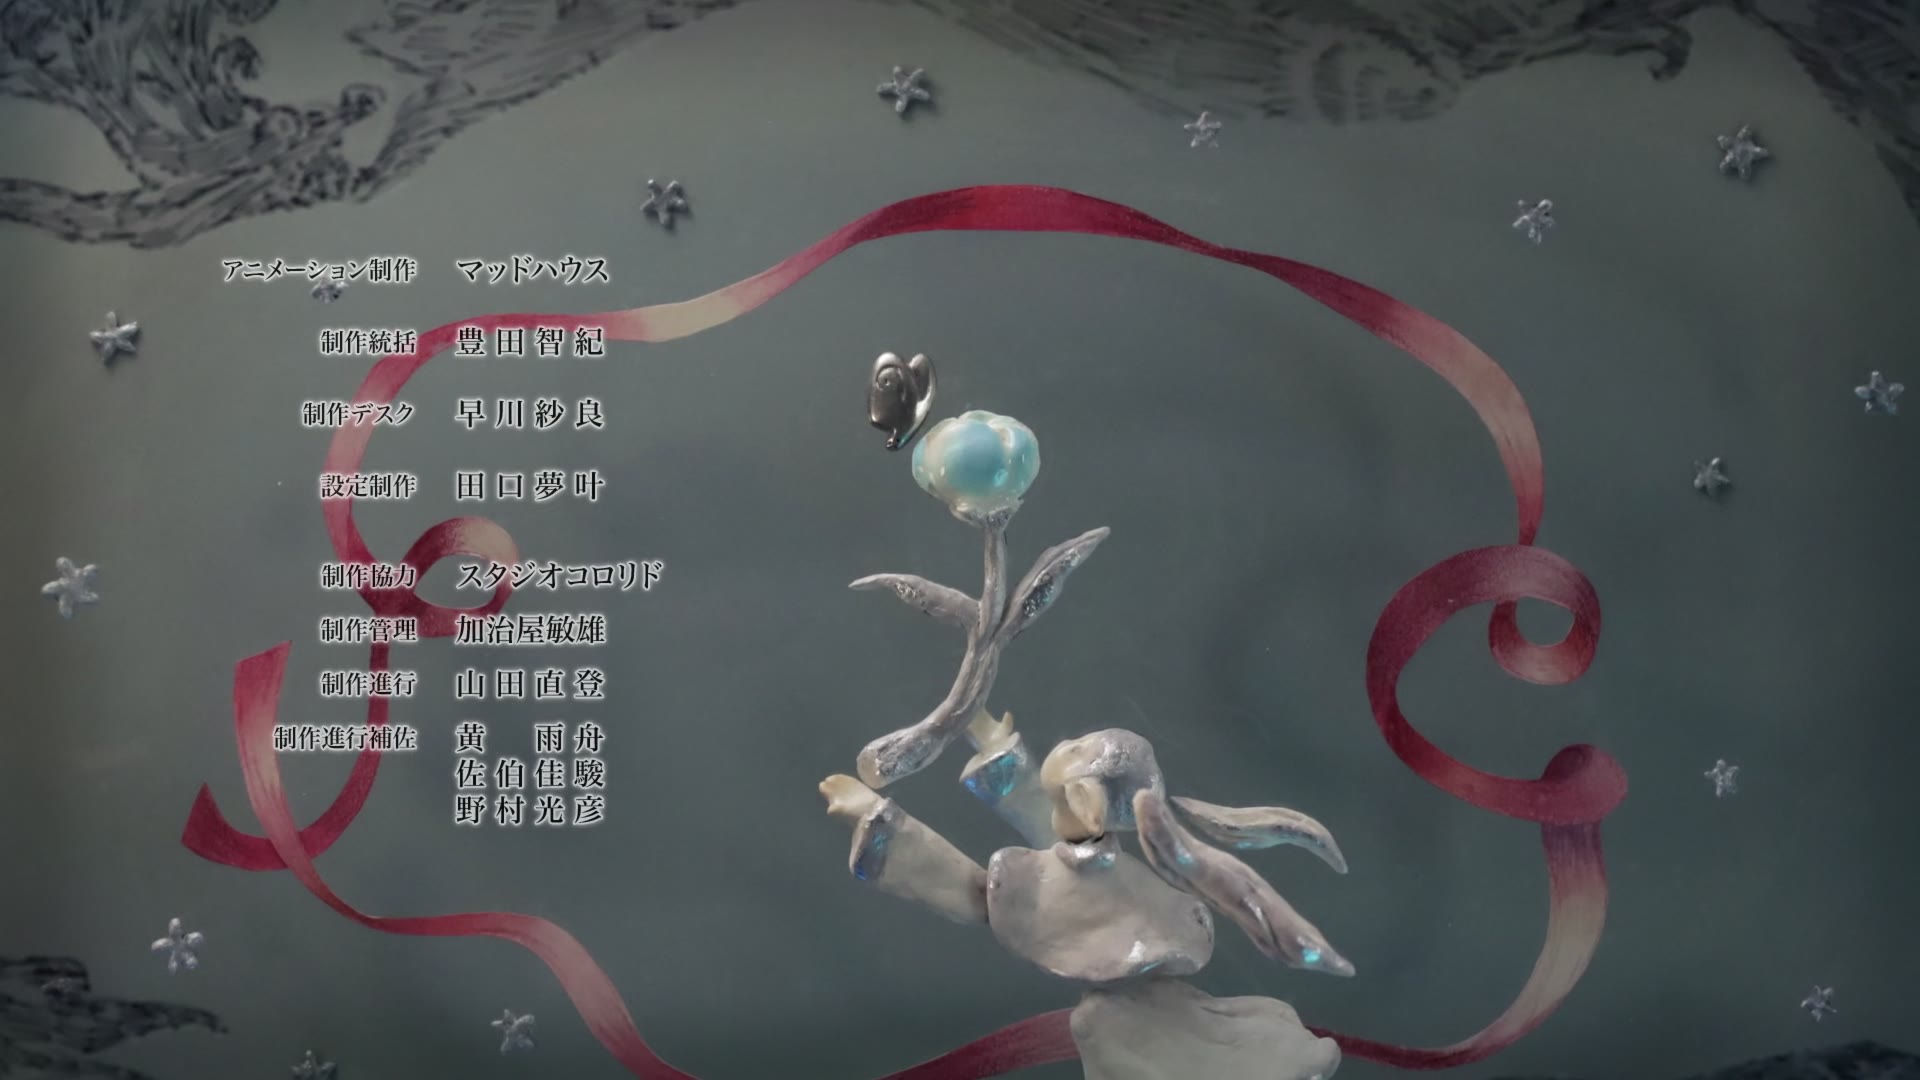 アニメーション制作 マッドハウス
制作統括 豊田智紀
制作デスク 早川紗良
設定制作 田口夢叶
制作協力 スタジオコロリド
制作管理 加治屋敏雄
制作進行 山田直登
制作進行補佐 黄 雨舟
佐伯佳駿
野村光彦